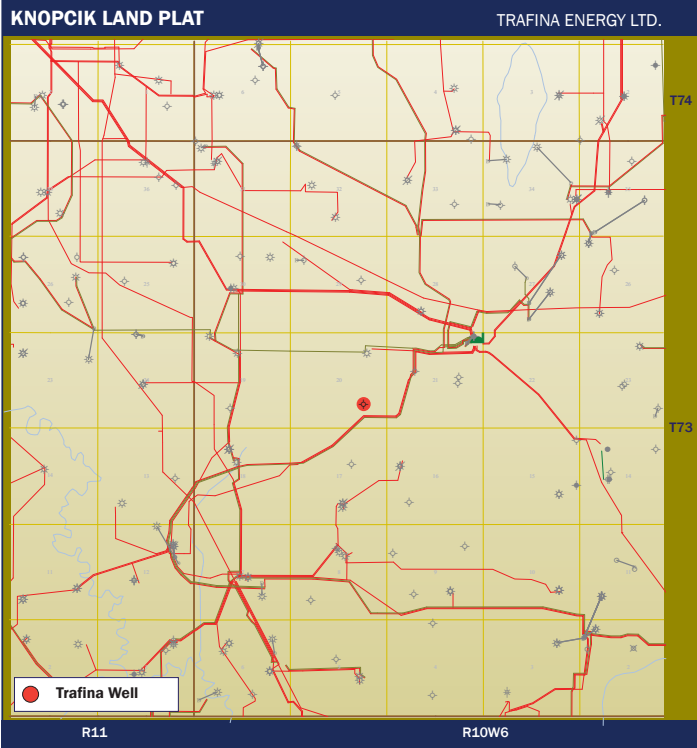 KNOPCIK LAND PLAT
TRAFINA ENERGY LTD.
T74
T73
Trafina Well
R11
R10W6